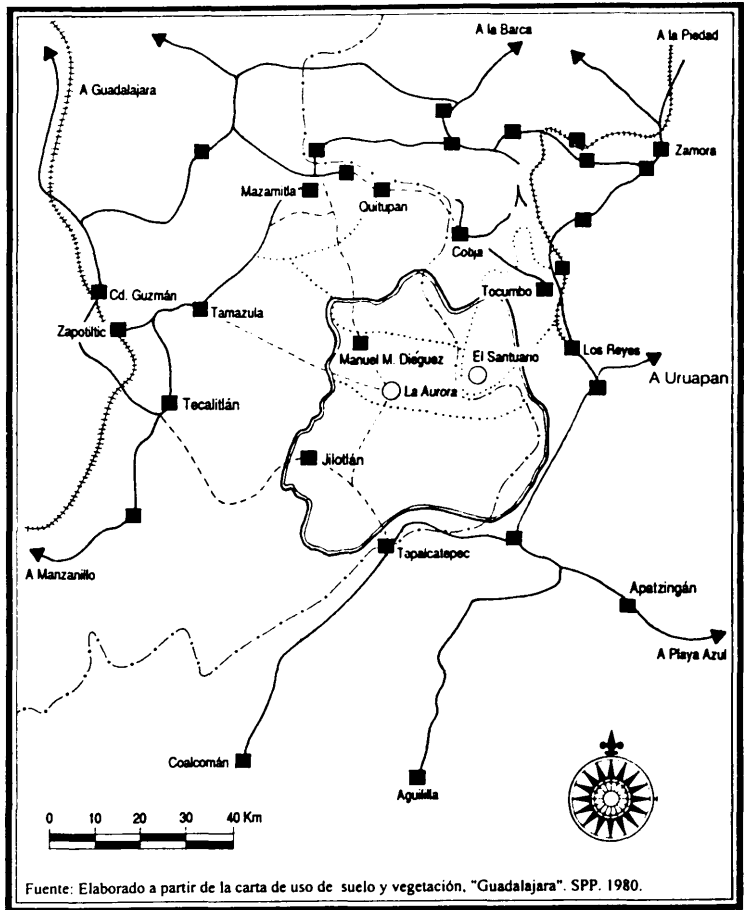 A la Barca
A la Piedad
A Guadalajara
Zamora
Mazamitla
Quitupan
Cotija
Cd. Guzmán
Tocumbo
Zapotiltic
Tamazula
Manuel M. Dieguez
El Santuario
Los Reyes
A Uruapan
La Aurora
Tecalitlán
Jilotlán
Tepalcatepec
A Manzanillo
Apatzingán
A Playa Azul
Coalcomán
Aguililla
0 10 20 30 40 Km
Fuente: Elaborado a partir de la carta de uso de suelo y vegetación, "Guadalajara". SPP. 1980.